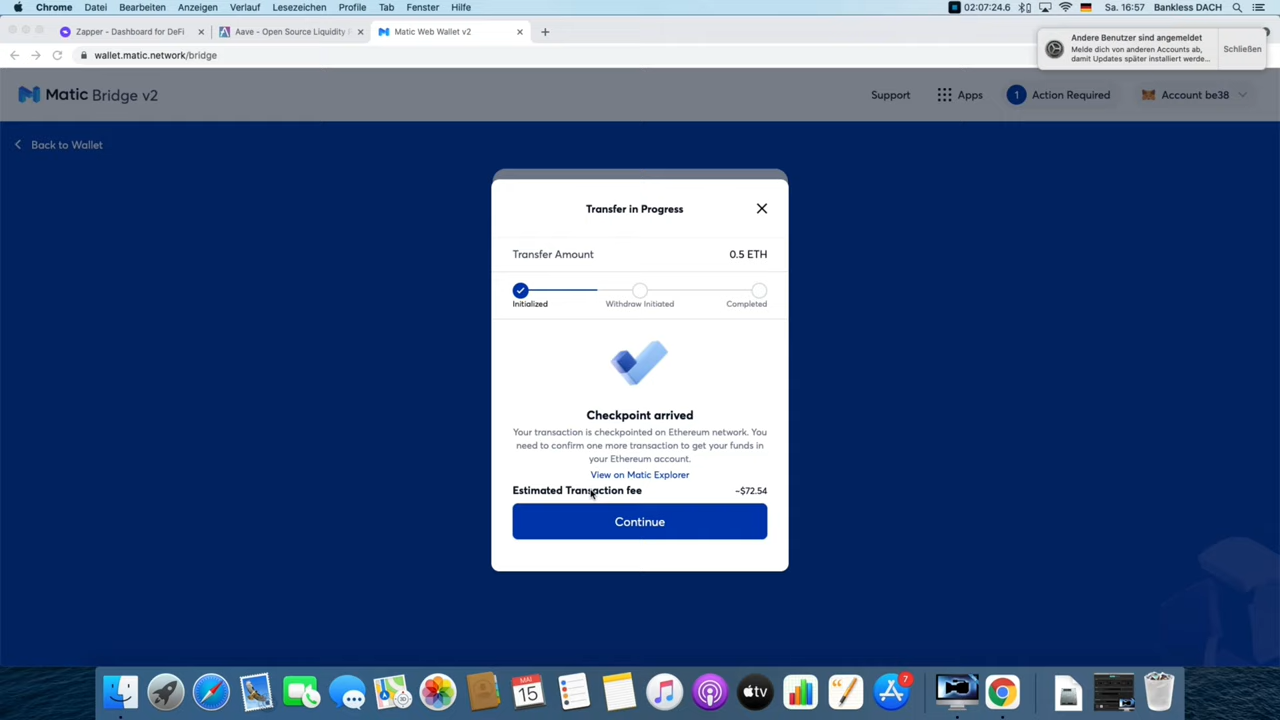 Chrome Datei Bearbeiten Anzeigen Verlauf Lesezeichen Profile Tab Fenster Hilfe 02:07:24.6 Sa. 16:57 Bankless DACH
Zapper - Dashboard for DeFi
Aave - Open Source Liquidity P
Matic Web Wallet v2
Andere Benutzer sind angemeldet
Melde dich von anderen Accounts ab,
damit Updates später installiert werde...
Schließen
wallet.matic.network/bridge
Matic Bridge v2
Support
Apps
1
Action Required
Account be38
Back to Wallet
Transfer in Progress
Transfer Amount 0.5 ETH
Initialized Withdraw Initiated Completed
Checkpoint arrived
Your transaction is checkpointed on Ethereum network. You
need to confirm one more transaction to get your funds in
your Ethereum account.
View on Matic Explorer
Estimated Transaction fee ~$72.54
Continue
MAI
15
tv
7